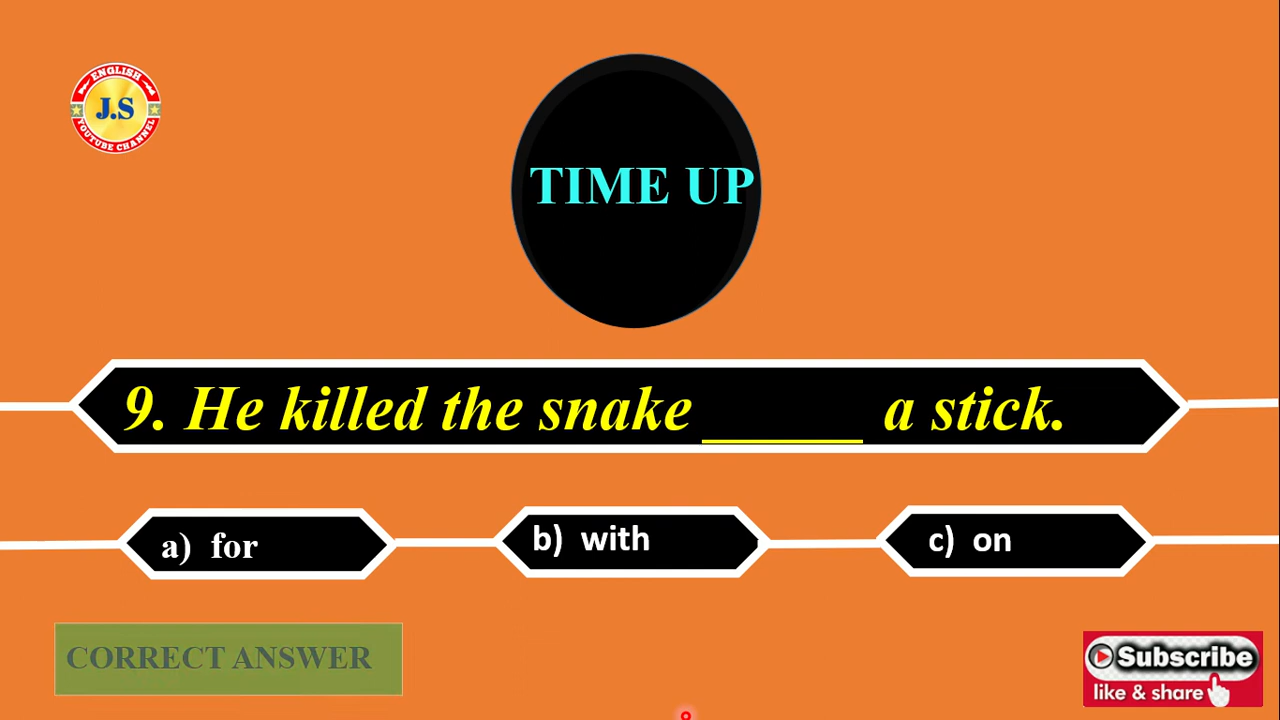 ENGLISH
J.S
YOUTUBE CHANNEL
TIME UP
9. He killed the snake ______ a stick.
a) for
b) with
c) on
CORRECT ANSWER
Subscribe
like & share